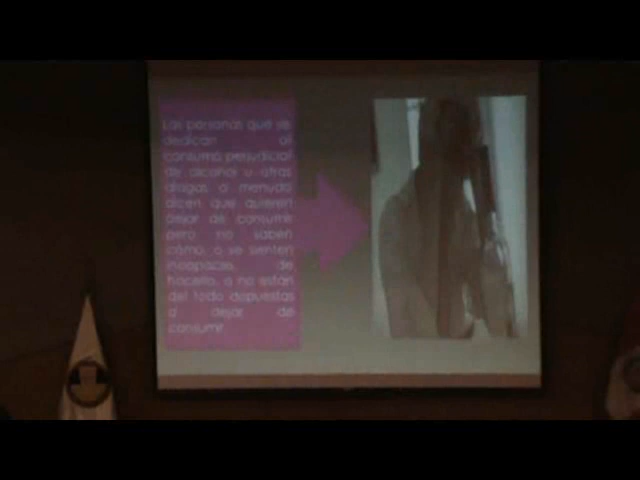 Las personas que se
dedican al
consumo perjudicial
de alcohol u otras
drogas a menudo
dicen que quieren
dejar de consumir
pero no saben
cómo, o se sienten
incapaces de
hacerlo, o no están
del todo dispuestas
a dejar de
consumir